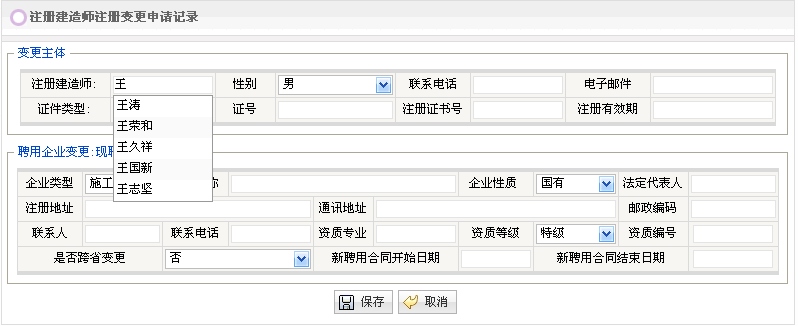 注册建造师注册变更申请记录
变更主体
注册建造师: 王 性别 男 联系电话 电子邮件
证件类型: 证号 注册证书号 注册有效期
王涛
王荣和
王久祥
王国新
王志坚
聘用企业变更:现聘
企业类型 施工 称 企业性质 国有 法定代表人
注册地址 通讯地址 邮政编码
联系人 联系电话 资质专业 资质等级 特级 资质编号
是否跨省变更 否 新聘用合同开始日期 新聘用合同结束日期
保存 取消